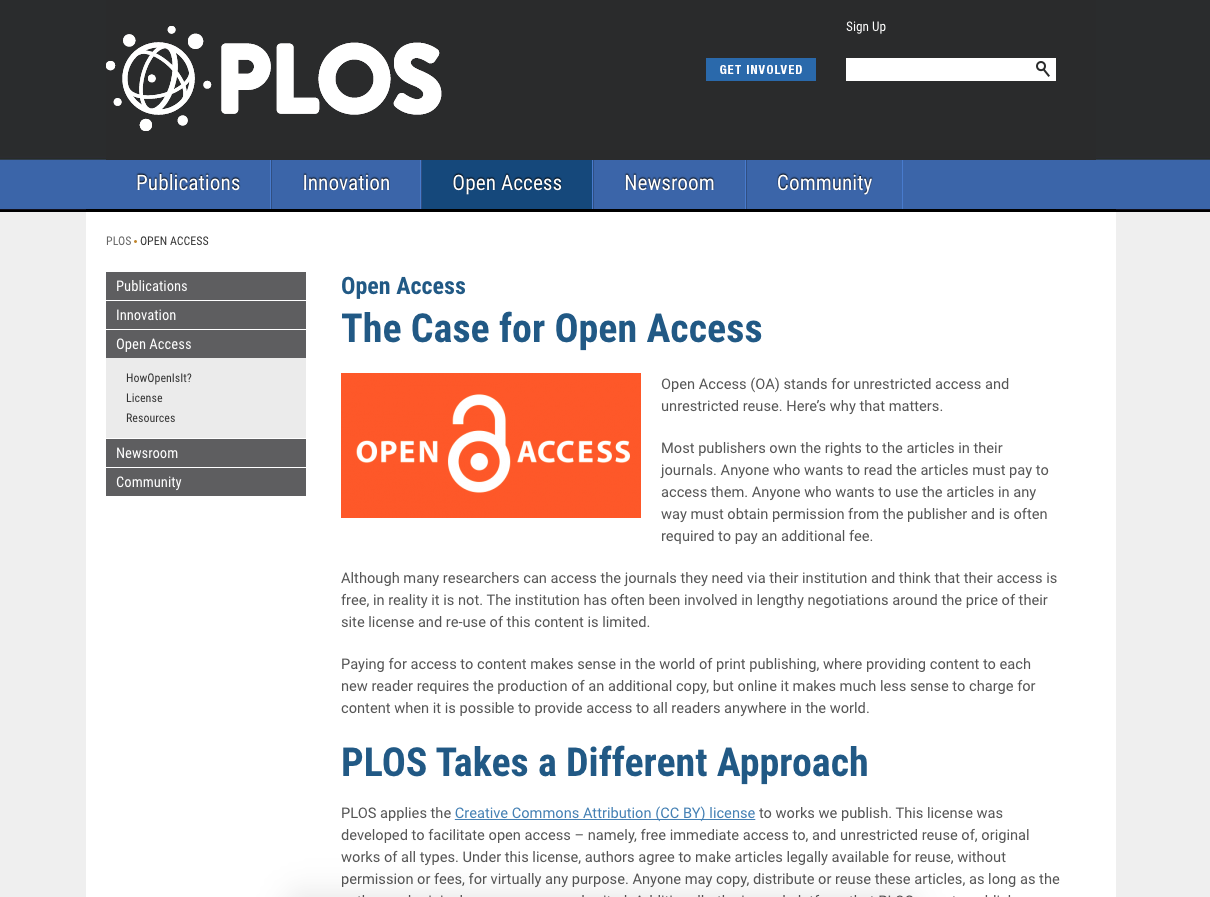 Sign Up
PLOS
GET INVOLVED
Publications
Innovation
Open Access
Newsroom
Community
PLOS • OPEN ACCESS
Publications
Innovation
Open Access
HowOpenIsIt?
License
Resources
Newsroom
Community
Open Access
The Case for Open Access
OPEN ACCESS
Open Access (OA) stands for unrestricted access and
unrestricted reuse. Here’s why that matters.
Most publishers own the rights to the articles in their
journals. Anyone who wants to read the articles must pay to
access them. Anyone who wants to use the articles in any
way must obtain permission from the publisher and is often
required to pay an additional fee.
Although many researchers can access the journals they need via their institution and think that their access is
free, in reality it is not. The institution has often been involved in lengthy negotiations around the price of their
site license and re-use of this content is limited.
Paying for access to content makes sense in the world of print publishing, where providing content to each
new reader requires the production of an additional copy, but online it makes much less sense to charge for
content when it is possible to provide access to all readers anywhere in the world.
PLOS Takes a Different Approach
PLOS applies the Creative Commons Attribution (CC BY) license to works we publish. This license was
developed to facilitate open access – namely, free immediate access to, and unrestricted reuse of, original
works of all types. Under this license, authors agree to make articles legally available for reuse, without
permission or fees, for virtually any purpose. Anyone may copy, distribute or reuse these articles, as long as the